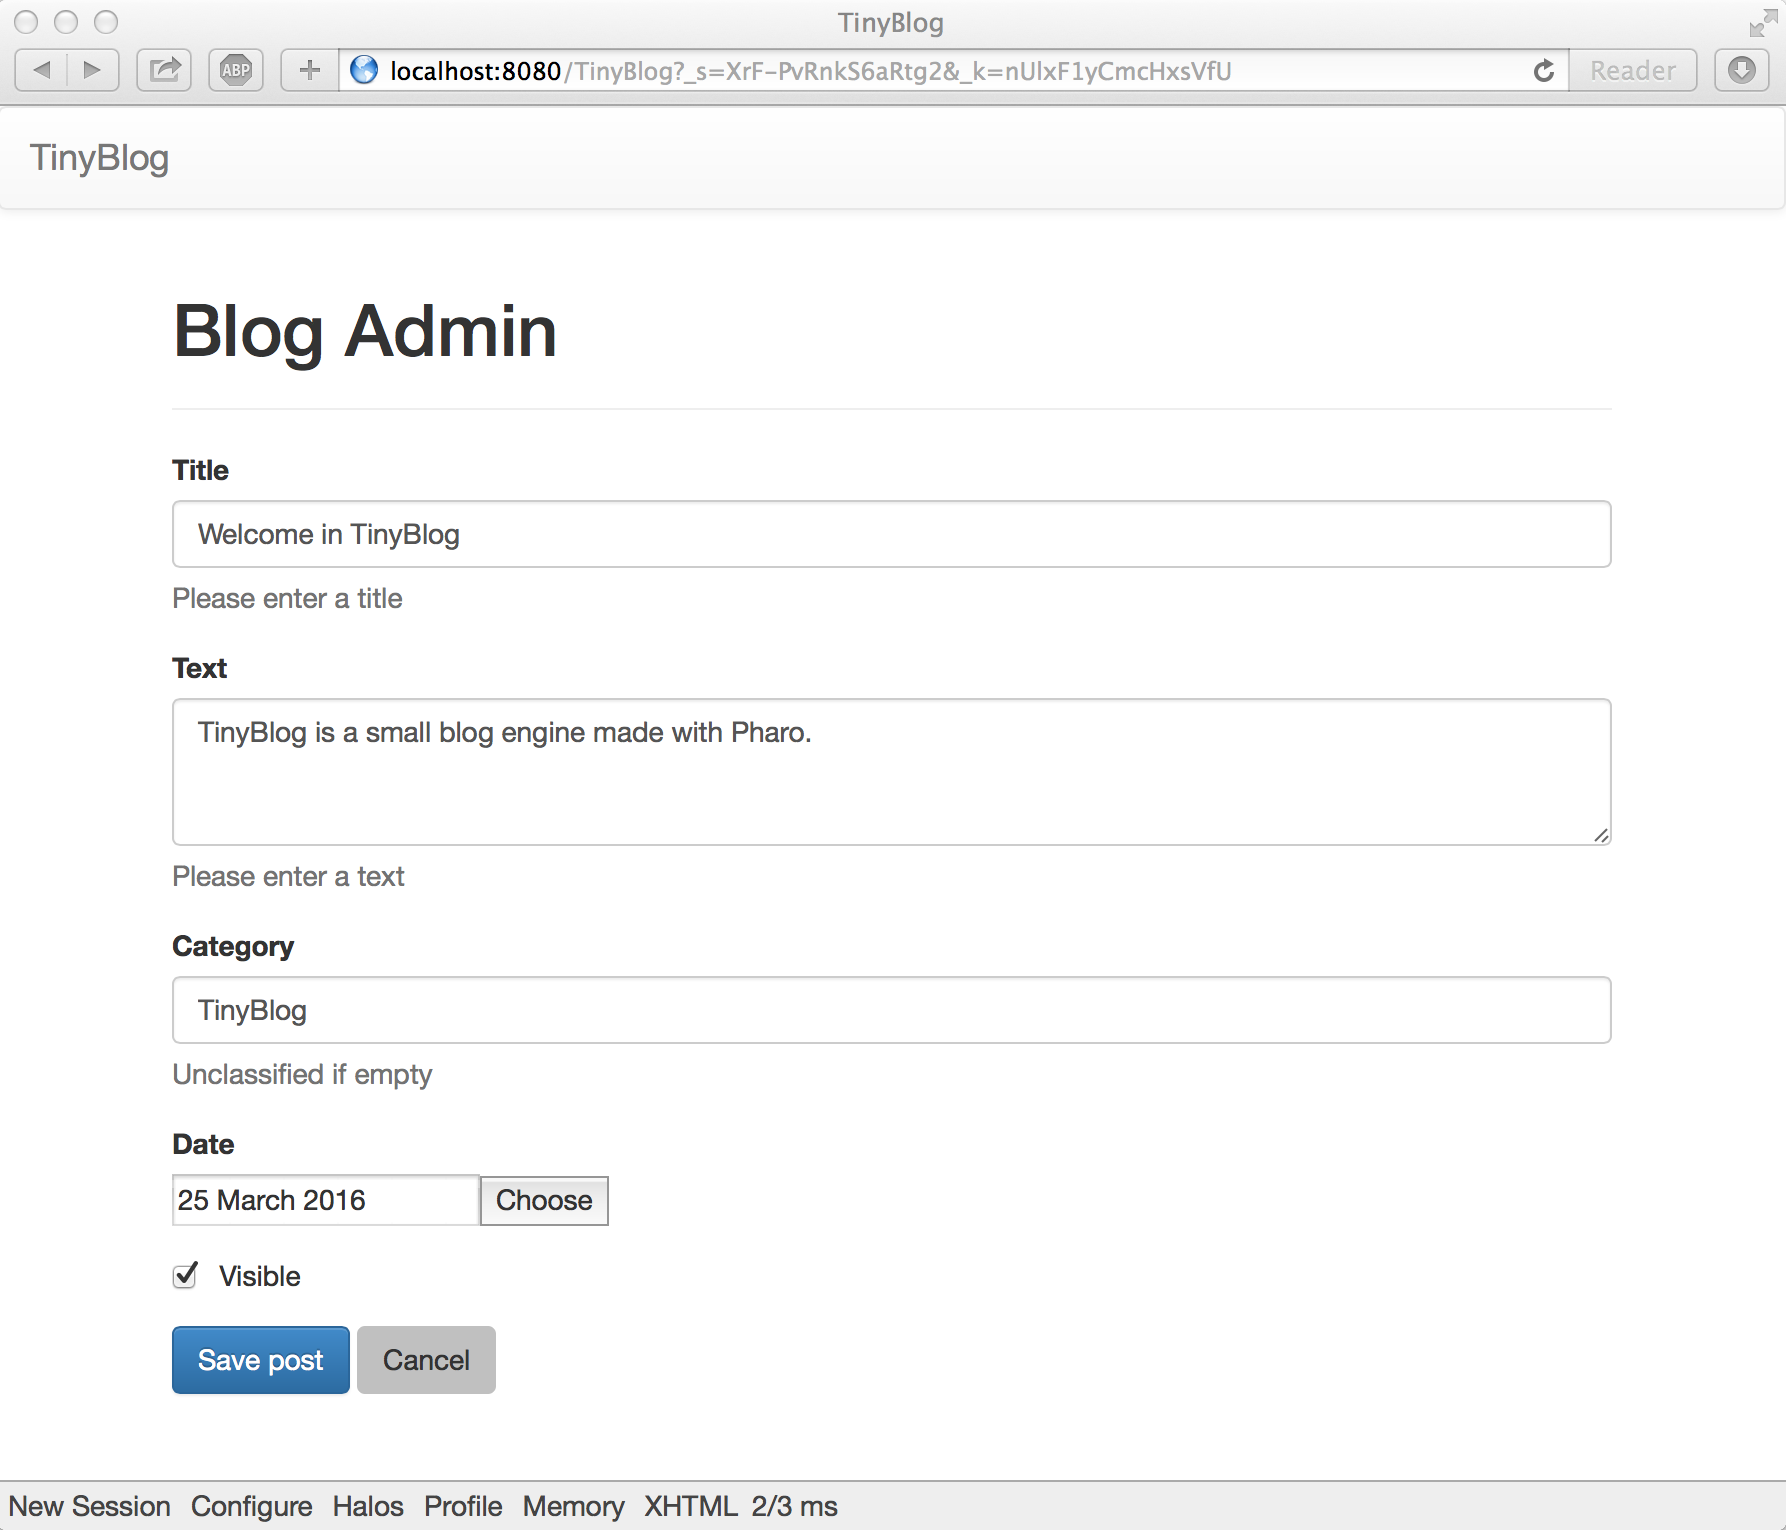 TinyBlog
ABP
localhost:8080/TinyBlog?_s=XrF-PvRnkS6aRtg2&_k=nUlxF1yCmcHxsVfU
Reader
TinyBlog
Blog Admin
Title
Welcome in TinyBlog
Please enter a title
Text
TinyBlog is a small blog engine made with Pharo.
Please enter a text
Category
TinyBlog
Unclassified if empty
Date
25 March 2016 Choose
Visible
Save post Cancel
New Session Configure Halos Profile Memory XHTML 2/3 ms